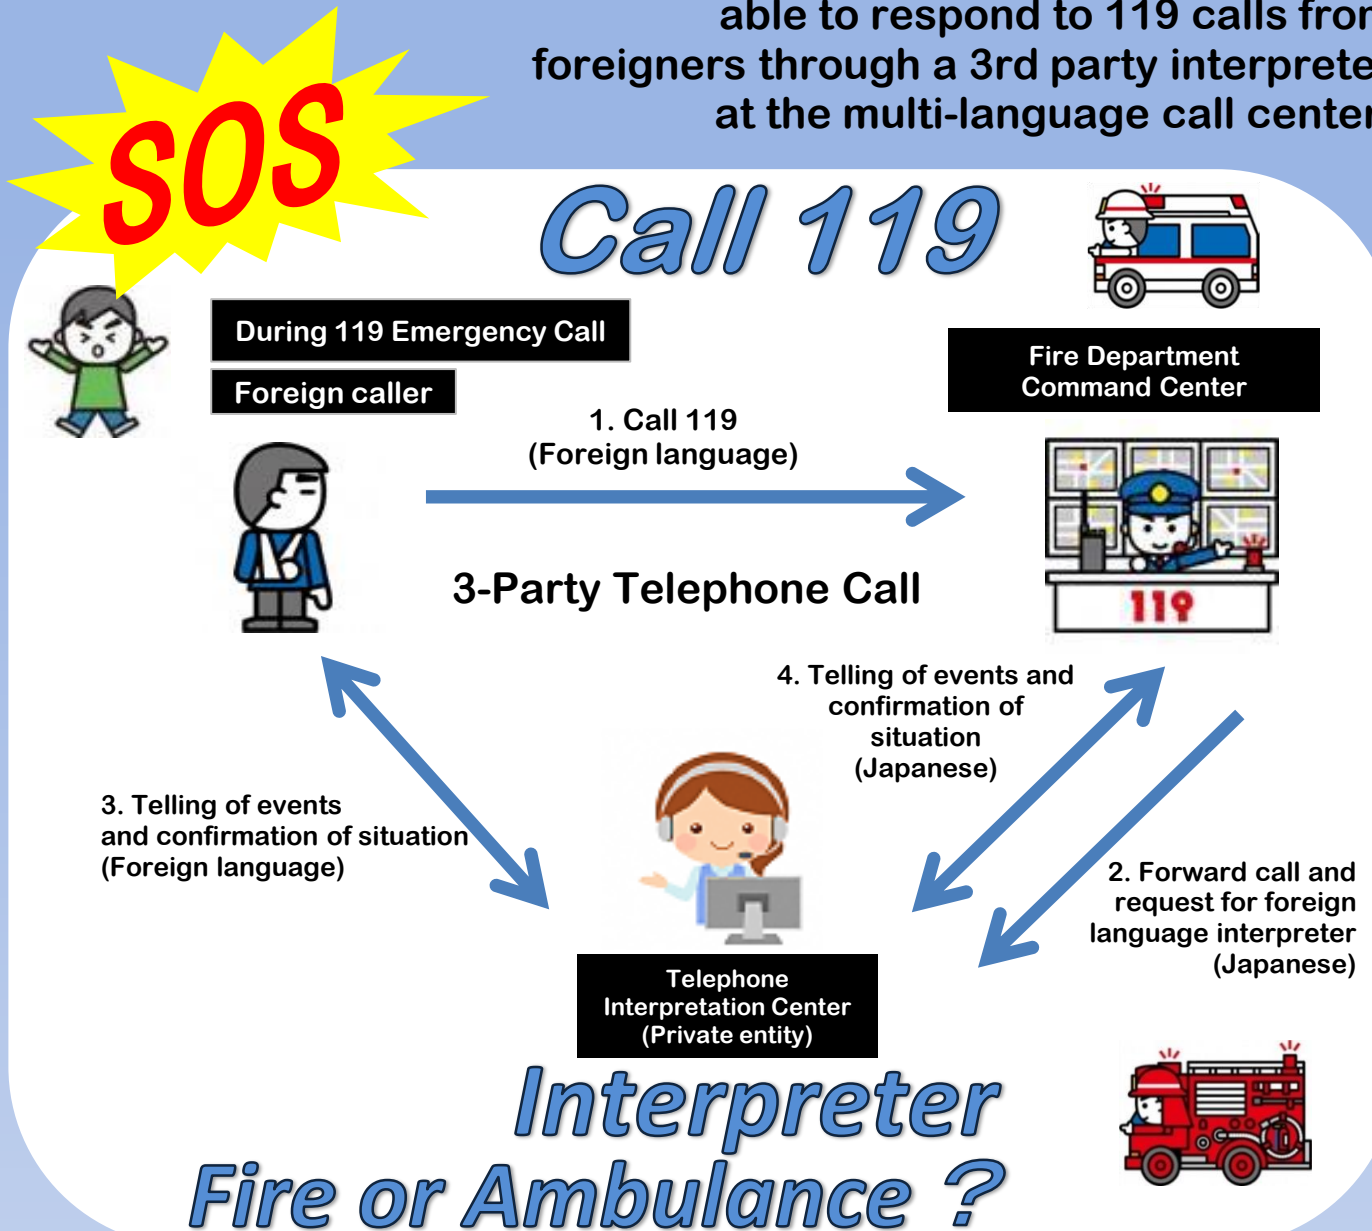 able to respond to 119 calls from
foreigners through a 3rd party interprete
at the multi-language call center
SOS
Call 119
During 119 Emergency Call
Foreign caller
Fire Department
Command Center
1. Call 119
(Foreign language)
119
3-Party Telephone Call
4. Telling of events and
confirmation of
situation
(Japanese)
3. Telling of events
and confirmation of situation
(Foreign language)
2. Forward call and
request for foreign
language interpreter
(Japanese)
Telephone
Interpretation Center
(Private entity)
Interpreter
Fire or Ambulance ?